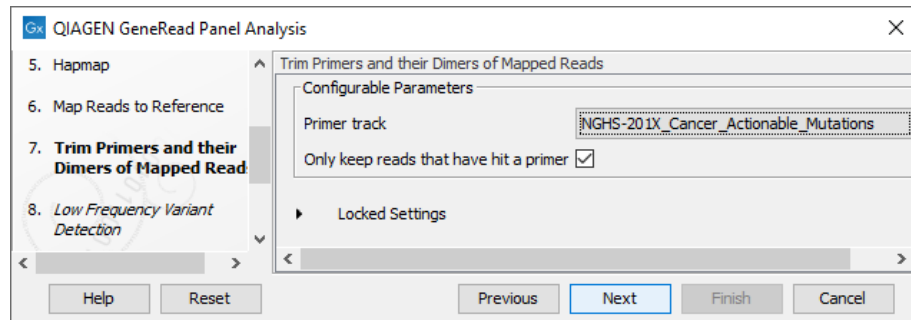 Gx QIAGEN GeneRead Panel Analysis
5. Hapmap
6. Map Reads to Reference
7. Trim Primers and their
Dimers of Mapped Read
8. Low Frequency Variant
Detection
Trim Primers and their Dimers of Mapped Reads
Configurable Parameters
Primer track
NGHS-201X_Cancer_Actionable_Mutations
Only keep reads that have hit a primer
Locked Settings
Help
Reset
Previous
Next
Finish
Cancel